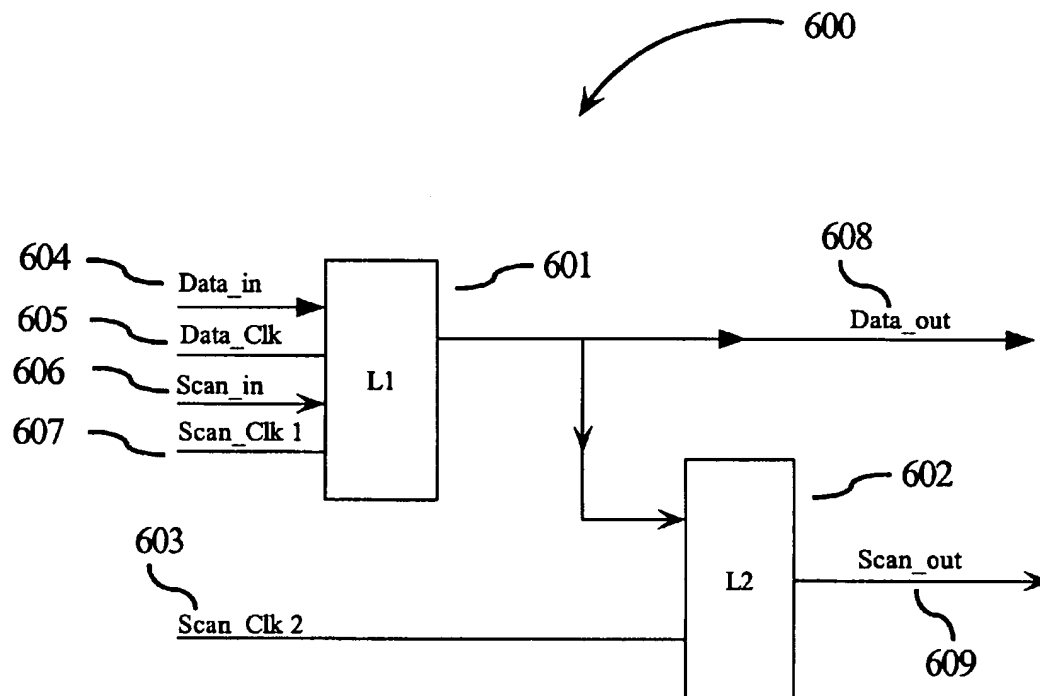 600
604
Data_in
601
608
605
Data_Clk
Data_out
606
Scan_in
L1
607
Scan_Clk 1
602
603
Scan_out
L2
Scan_Clk 2
609